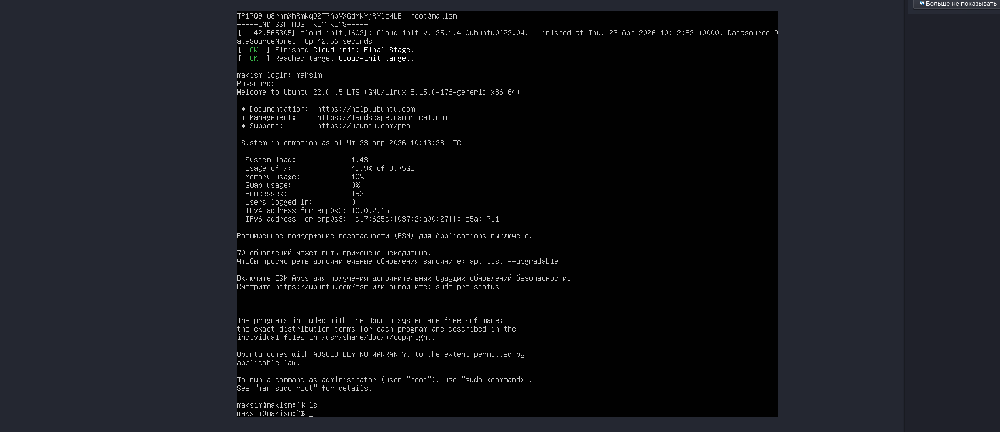 Больше не показывать
TP17Q9fw8rnmXhRmKqD2T7AbVXGdMKYjRYlzWLE= root@makism
-----END SSH HOST KEY KEYS-----
[   42.565305] cloud-init[1602]: Cloud-init v. 25.1.4-0ubuntu0~22.04.1 finished at Thu, 23 Apr 2026 10:12:52 +0000. Datasource D
ataSourceNone.  Up 42.56 seconds
[  OK  ] Finished Cloud-init: Final Stage.
[  OK  ] Reached target Cloud-init target.
makism login: maksim
Password:
Welcome to Ubuntu 22.04.5 LTS (GNU/Linux 5.15.0-176-generic x86_64)
* Documentation:  https://help.ubuntu.com
* Management:     https://landscape.canonical.com
* Support:        https://ubuntu.com/pro
System information as of Чт 23 апр 2026 10:13:28 UTC
System load:             1.43
Usage of /:              49.9% of 9.75GB
Memory usage:            10%
Swap usage:              0%
Processes:               192
Users logged in:         0
IPv4 address for enp0s3: 10.0.2.15
IPv6 address for enp0s3: fd17:625c:f037:2:a00:27ff:fe5a:f711
Расширенное поддержание безопасности (ESM) для Applications выключено.
70 обновлений может быть применено немедленно.
Чтобы просмотреть дополнительные обновления выполните: apt list --upgradable
Включите ESM Apps для получения дополнительных будущих обновлений безопасности.
Смотрите https://ubuntu.com/esm или выполните: sudo pro status
The programs included with the Ubuntu system are free software;
the exact distribution terms for each program are described in the
individual files in /usr/share/doc/*/copyright.
Ubuntu comes with ABSOLUTELY NO WARRANTY, to the extent permitted by
applicable law.
To run a command as administrator (user "root"), use "sudo <command>".
See "man sudo_root" for details.
maksim@makism:~$ ls
maksim@makism:~$ _